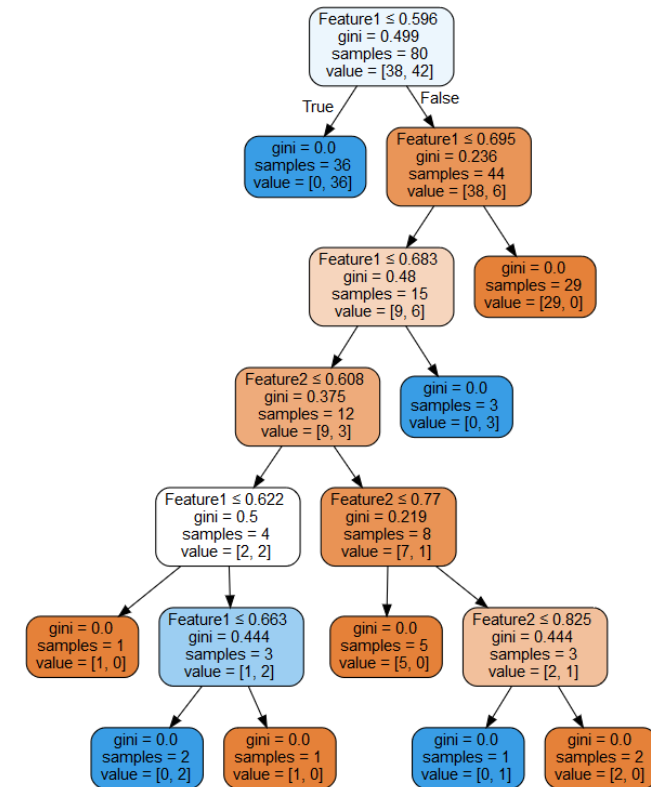 Feature1 ≤ 0.596
gini = 0.499
samples = 80
value = [38, 42]
True
False
gini = 0.0
samples = 36
value = [0, 36]
Feature1 ≤ 0.695
gini = 0.236
samples = 44
value = [38, 6]
Feature1 ≤ 0.683
gini = 0.48
samples = 15
value = [9, 6]
gini = 0.0
samples = 29
value = [29, 0]
Feature2 ≤ 0.608
gini = 0.375
samples = 12
value = [9, 3]
gini = 0.0
samples = 3
value = [0, 3]
Feature1 ≤ 0.622
gini = 0.5
samples = 4
value = [2, 2]
Feature2 ≤ 0.77
gini = 0.219
samples = 8
value = [7, 1]
gini = 0.0
samples = 1
value = [1, 0]
Feature1 ≤ 0.663
gini = 0.444
samples = 3
value = [1, 2]
gini = 0.0
samples = 5
value = [5, 0]
Feature2 ≤ 0.825
gini = 0.444
samples = 3
value = [2, 1]
gini = 0.0
samples = 2
value = [0, 2]
gini = 0.0
samples = 1
value = [1, 0]
gini = 0.0
samples = 1
value = [0, 1]
gini = 0.0
samples = 2
value = [2, 0]